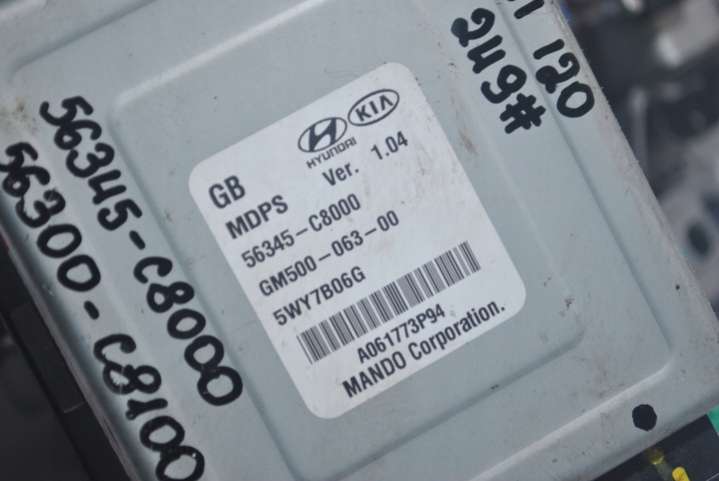 56345-C8000
56300-C8100
120
249#
HYUNDAI
KIA
GB
MDPS Ver. 1.04
56345-C8000
GM500-063-00
5WY7B06G
A061773P94
MANDO Corporation.